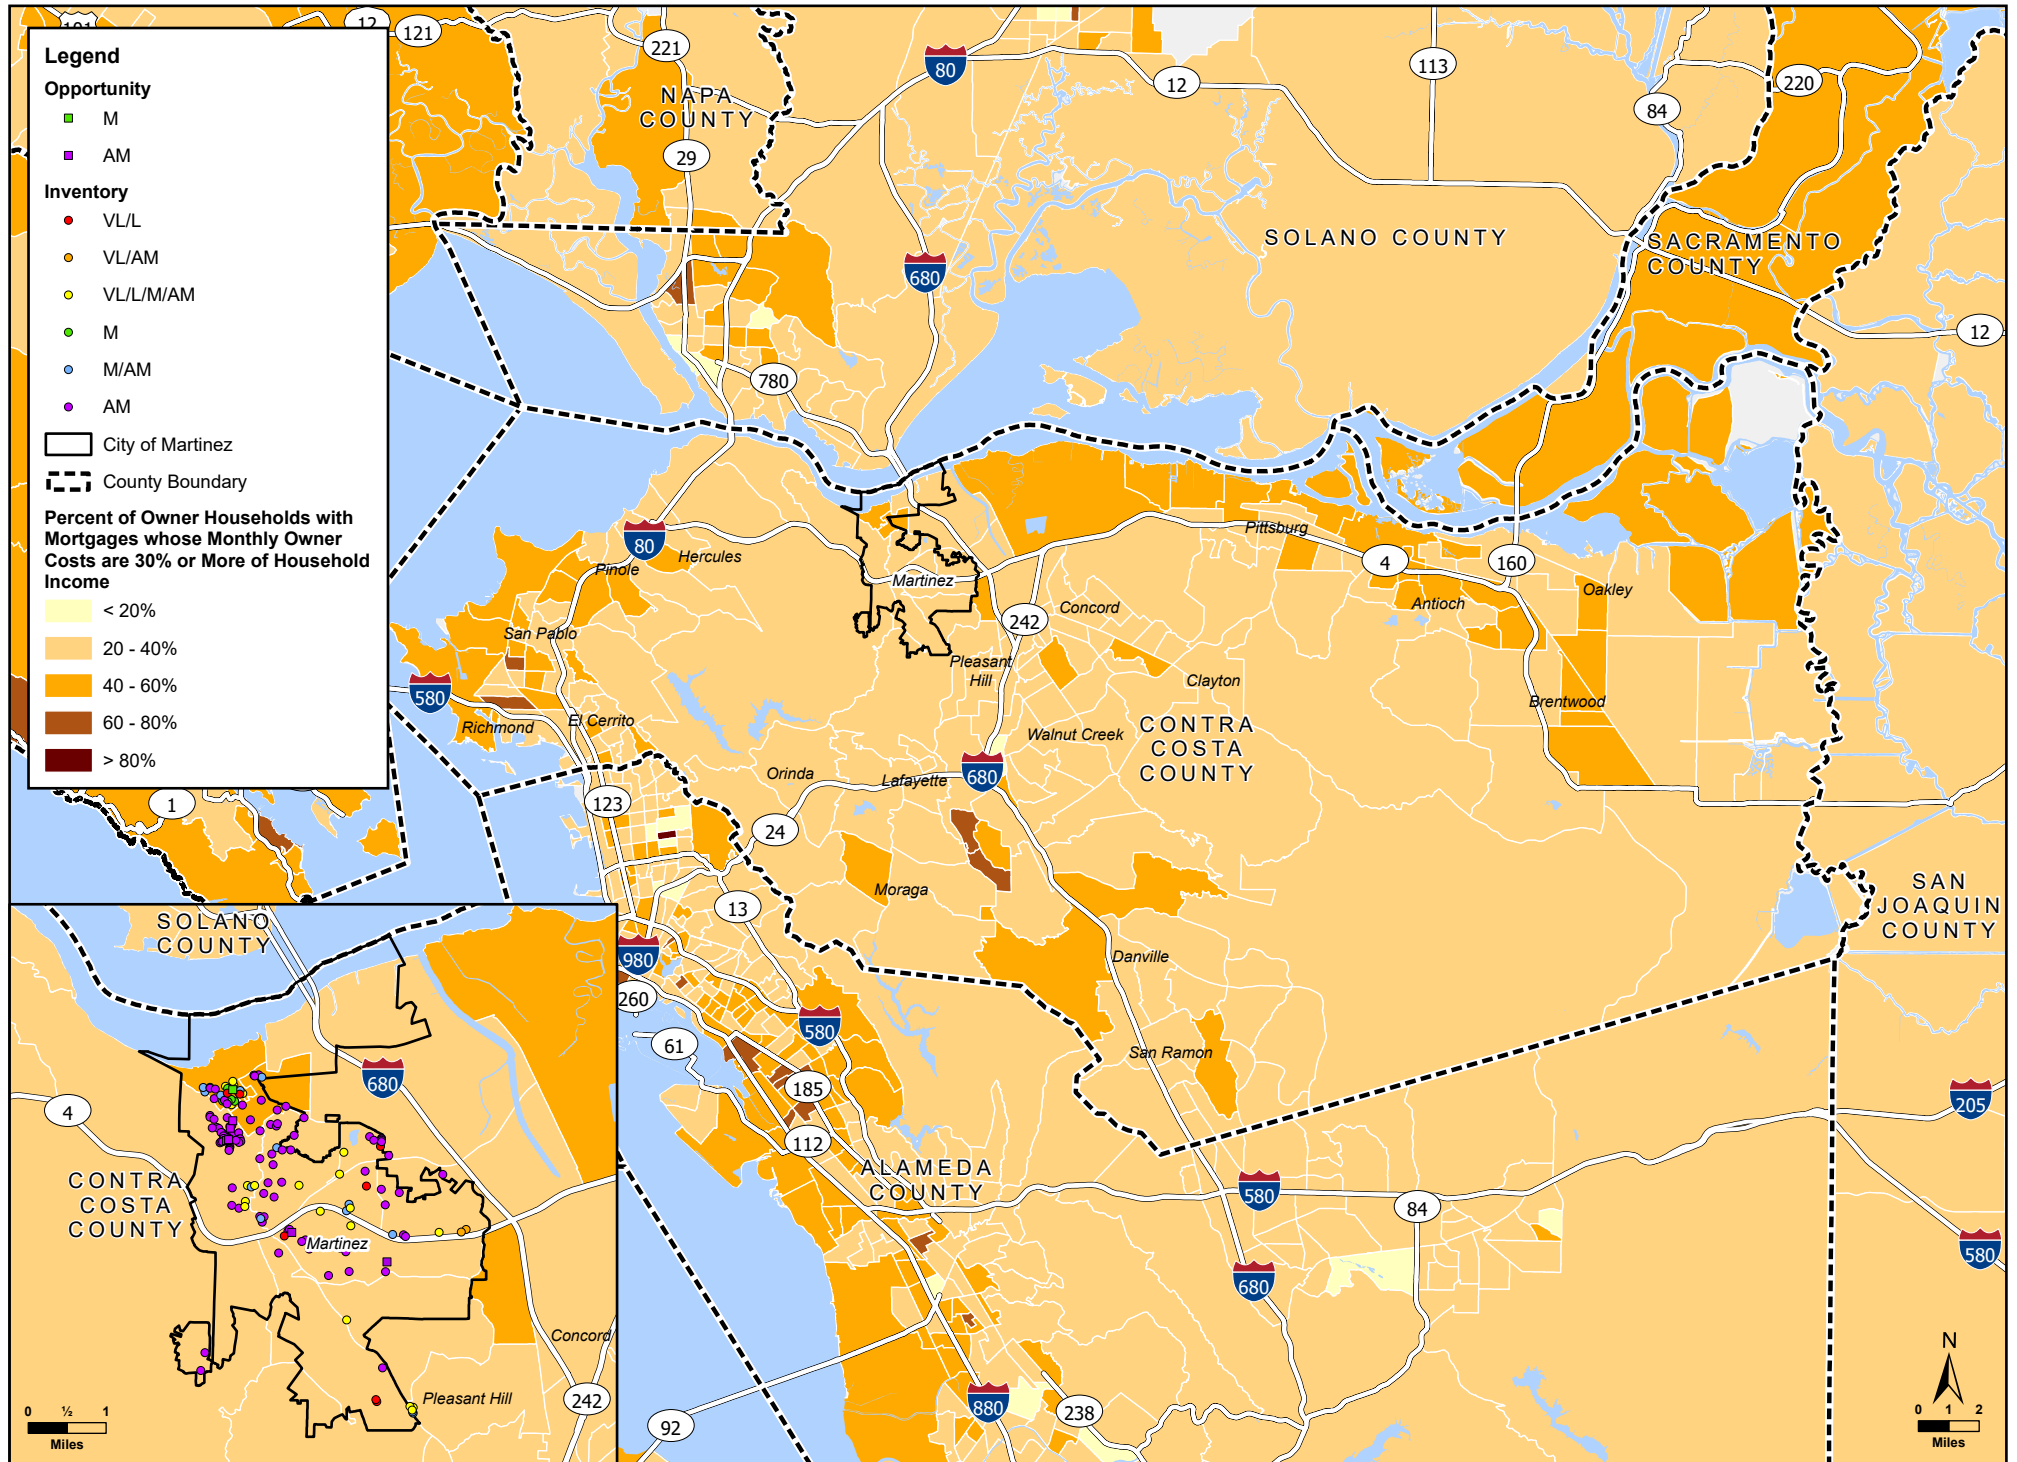 Legend
Opportunity
M
AM
Inventory
VL/L
VL/AM
VL/L/M/AM
M
M/AM
AM
City of Martinez
County Boundary
Percent of Owner Households with
Mortgages whose Monthly Owner
Costs are 30% or More of Household
Income
< 20%
20 - 40%
40 - 60%
60 - 80%
> 80%
101
12
121
221
80
12
113
84
220
NAPA
COUNTY
29
SOLANO COUNTY
SACRAMENTO
COUNTY
680
12
780
80
Hercules
Pinole
Martinez
Pittsburg
4
160
Antioch
Oakley
242
Concord
San Pablo
Pleasant
Hill
Clayton
580
Richmond
El Cerrito
Brentwood
CONTRA
COSTA
COUNTY
Walnut Creek
Orinda
Lafayette
680
1
123
24
Moraga
13
SAN
JOAQUIN
COUNTY
980
Danville
260
580
61
San Ramon
185
205
112
ALAMEDA
COUNTY
580
84
580
680
880
238
92
SOLANO
COUNTY
680
4
CONTRA
COSTA
COUNTY
Martinez
Concord
Pleasant Hill
242
0 ½ 1
Miles
N
0 1 2
Miles